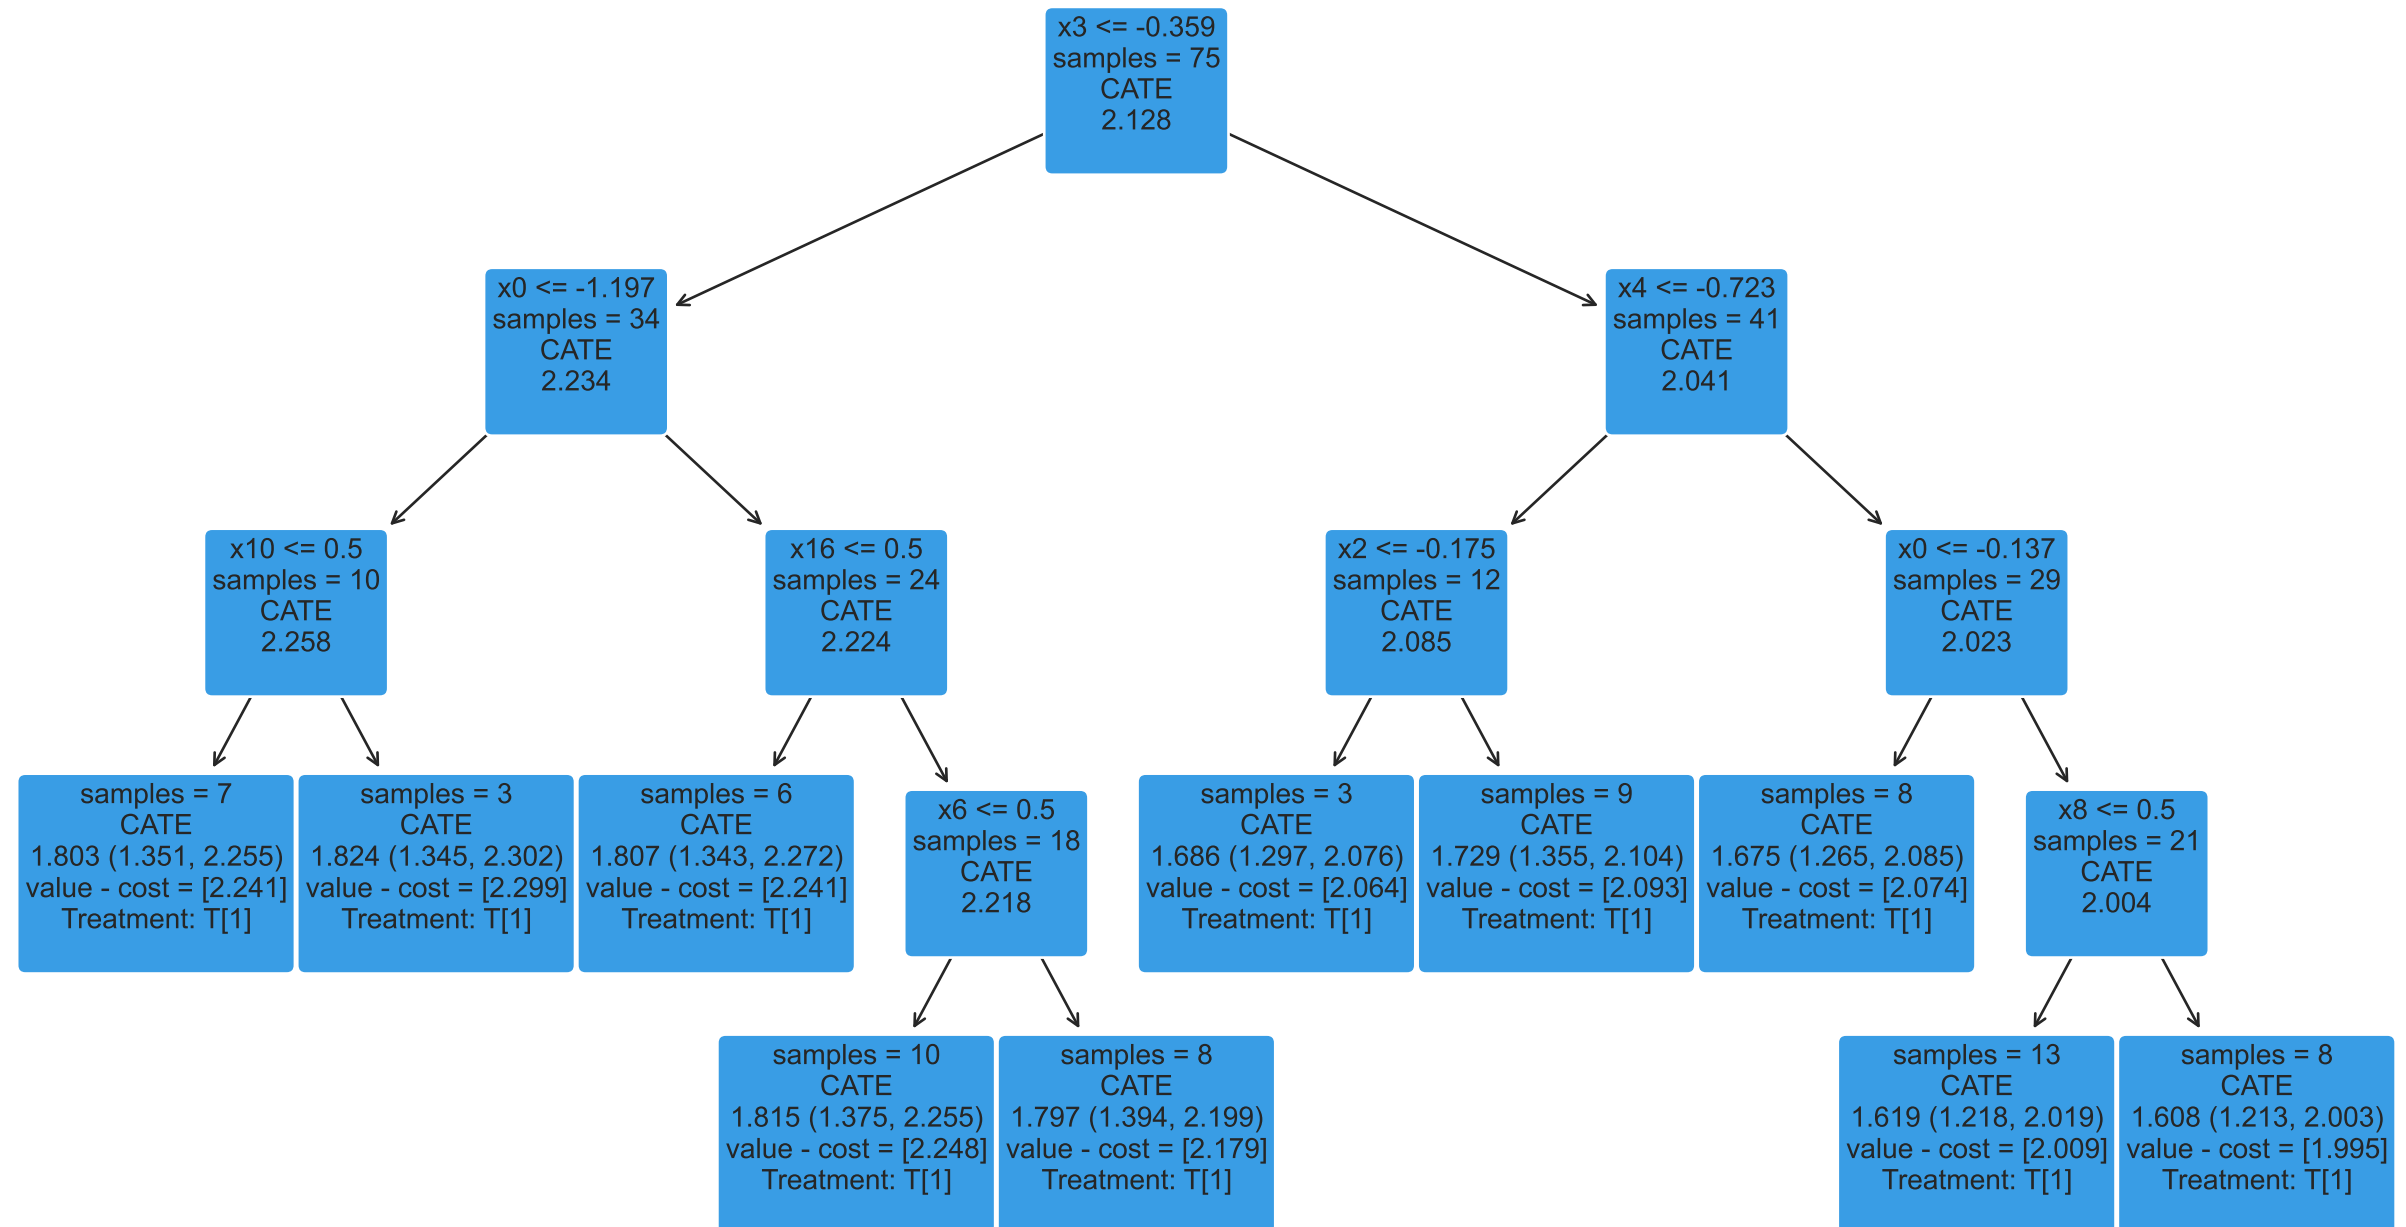 x3 <= -0.359
samples = 75
CATE
2.128
x0 <= -1.197
samples = 34
CATE
2.234
x4 <= -0.723
samples = 41
CATE
2.041
x10 <= 0.5
samples = 10
CATE
2.258
x16 <= 0.5
samples = 24
CATE
2.224
x2 <= -0.175
samples = 12
CATE
2.085
x0 <= -0.137
samples = 29
CATE
2.023
samples = 7
CATE
1.803 (1.351, 2.255)
value - cost = [2.241]
Treatment: T[1]
samples = 3
CATE
1.824 (1.345, 2.302)
value - cost = [2.299]
Treatment: T[1]
samples = 6
CATE
1.807 (1.343, 2.272)
value - cost = [2.241]
Treatment: T[1]
x6 <= 0.5
samples = 18
CATE
2.218
samples = 3
CATE
1.686 (1.297, 2.076)
value - cost = [2.064]
Treatment: T[1]
samples = 9
CATE
1.729 (1.355, 2.104)
value - cost = [2.093]
Treatment: T[1]
samples = 8
CATE
1.675 (1.265, 2.085)
value - cost = [2.074]
Treatment: T[1]
x8 <= 0.5
samples = 21
CATE
2.004
samples = 10
CATE
1.815 (1.375, 2.255)
value - cost = [2.248]
Treatment: T[1]
samples = 8
CATE
1.797 (1.394, 2.199)
value - cost = [2.179]
Treatment: T[1]
samples = 13
CATE
1.619 (1.218, 2.019)
value - cost = [2.009]
Treatment: T[1]
samples = 8
CATE
1.608 (1.213, 2.003)
value - cost = [1.995]
Treatment: T[1]